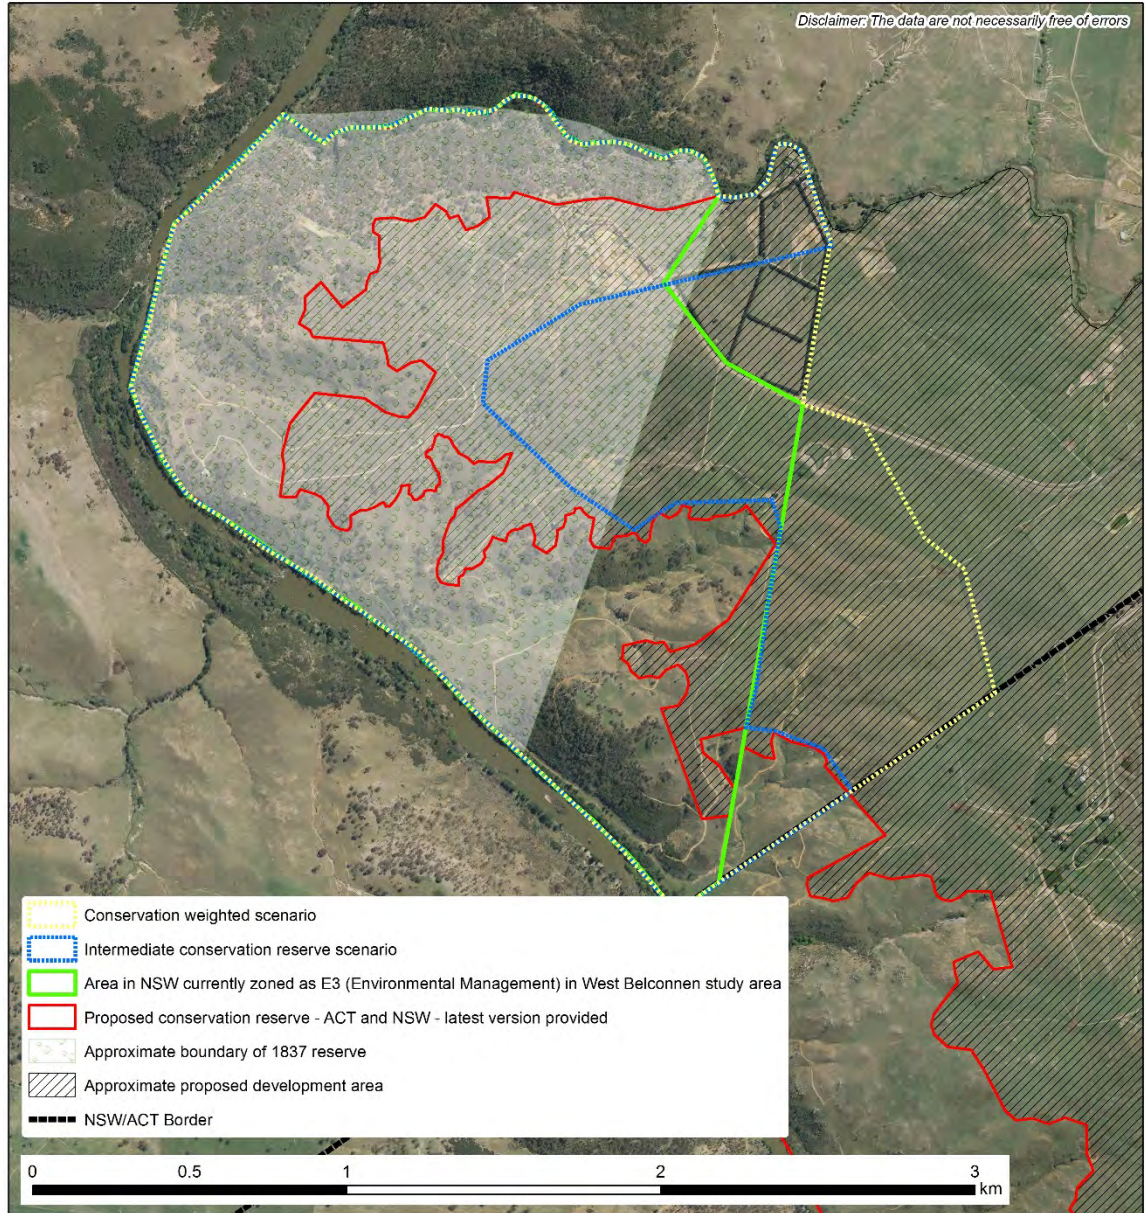 Disclaimer: The data are not necessarily free of errors
Conservation weighted scenario
Intermediate conservation reserve scenario
Area in NSW currently zoned as E3 (Environmental Management) in West Belconnen study area
Proposed conservation reserve - ACT and NSW - latest version provided
Approximate boundary of 1837 reserve
Approximate proposed development area
NSW/ACT Border
0 0.5 1 2 3
km